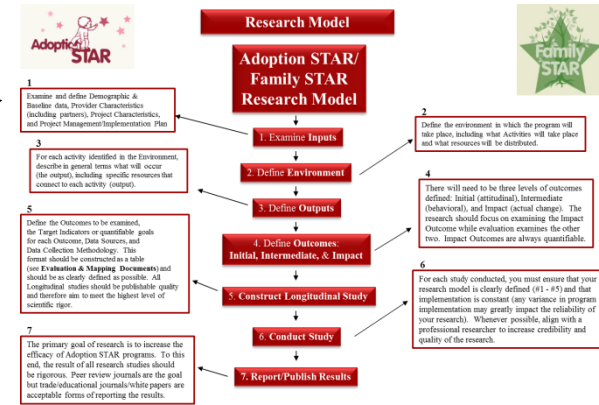 Research Model
Adoption
STAR
Family
STAR
Adoption STAR/
Family STAR
Research Model
1
Examine and define Demographic &
Baseline data, Provider Characteristics
(including partners), Project Characteristics,
and Project Management/Implementation Plan
1. Examine Inputs
2
Define the environment in which the program will
take place, including what Activities will take place
and what resources will be distributed.
2. Define Environment
3
For each activity identified in the Environment,
describe in general terms what will occur
(the output), including specific resources that
connect to each activity (output).
3. Define Outputs
4
There will need to be three levels of outcomes
defined: Initial (attitudinal), Intermediate
(behavioral), and Impact (actual change). The
research should focus on examining the Impact
Outcome while evaluation examines the other
two. Impact Outcomes are always quantifiable.
4. Define Outcomes:
Initial, Intermediate, & Impact
5
Define the Outcomes to be examined,
the Target Indicators or quantifiable goals
for each Outcome, Data Sources, and
Data Collection Methodology. This
format should be constructed as a table
(see Evaluation & Mapping Documents) and
should be as clearly defined as possible. All
Longitudinal studies should be publishable quality
and therefore aim to meet the highest level of
scientific rigor.
5. Construct Longitudinal Study
6
For each study conducted, you must ensure that your
research model is clearly defined (#1 - #5) and that
implementation is constant (any variance in program
implementation may greatly impact the reliability of
your research). Whenever possible, align with a
professional researcher to increase credibility and
quality of the research.
6. Conduct Study
7
The primary goal of research is to increase the
efficacy of Adoption STAR programs. To this
end, the result of all research studies should
be rigorous. Peer review journals are the goal
but trade/educational journals/white papers are
acceptable forms of reporting the results.
7. Report/Publish Results